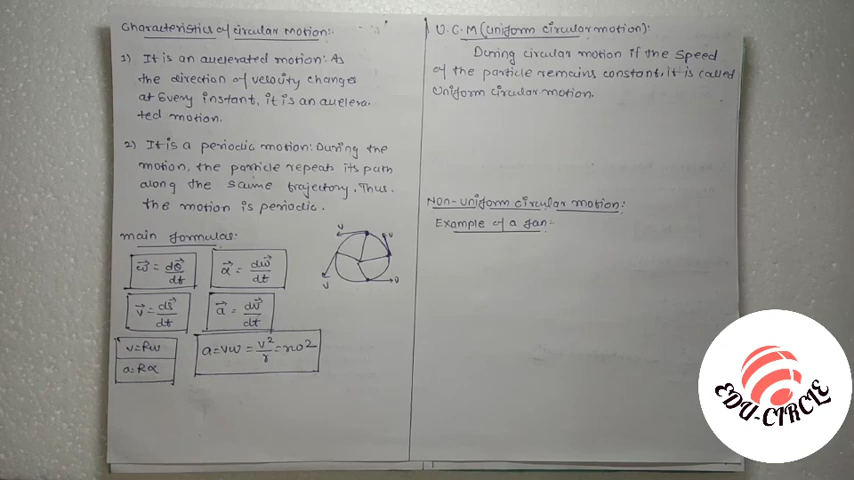 Characteristics of circular motion:
1) It is an auelerated motion: As
the direction of velocity changes
at Every instant, it is an auelera-
ted motion.
2) It is a periodic motion: During the
motion, the particle repeats its path
along the same trajectory. Thus.
the motion is periodic.
main formulas:
ω⃗ = dθ⃗/dt
α⃗ = dω⃗/dt
v⃗ = ds⃗/dt
a⃗ = dv⃗/dt
v=Rω
a=Rα
a=vω = v²/r = rω2
v
v
v
v
U.C.M (uniform circular motion):
During circular motion if the speed
of the particle remains constant, it is called
uniform circular motion.
Non-uniform circular motion:
Example of a fan:-
EDU-CIRCLE